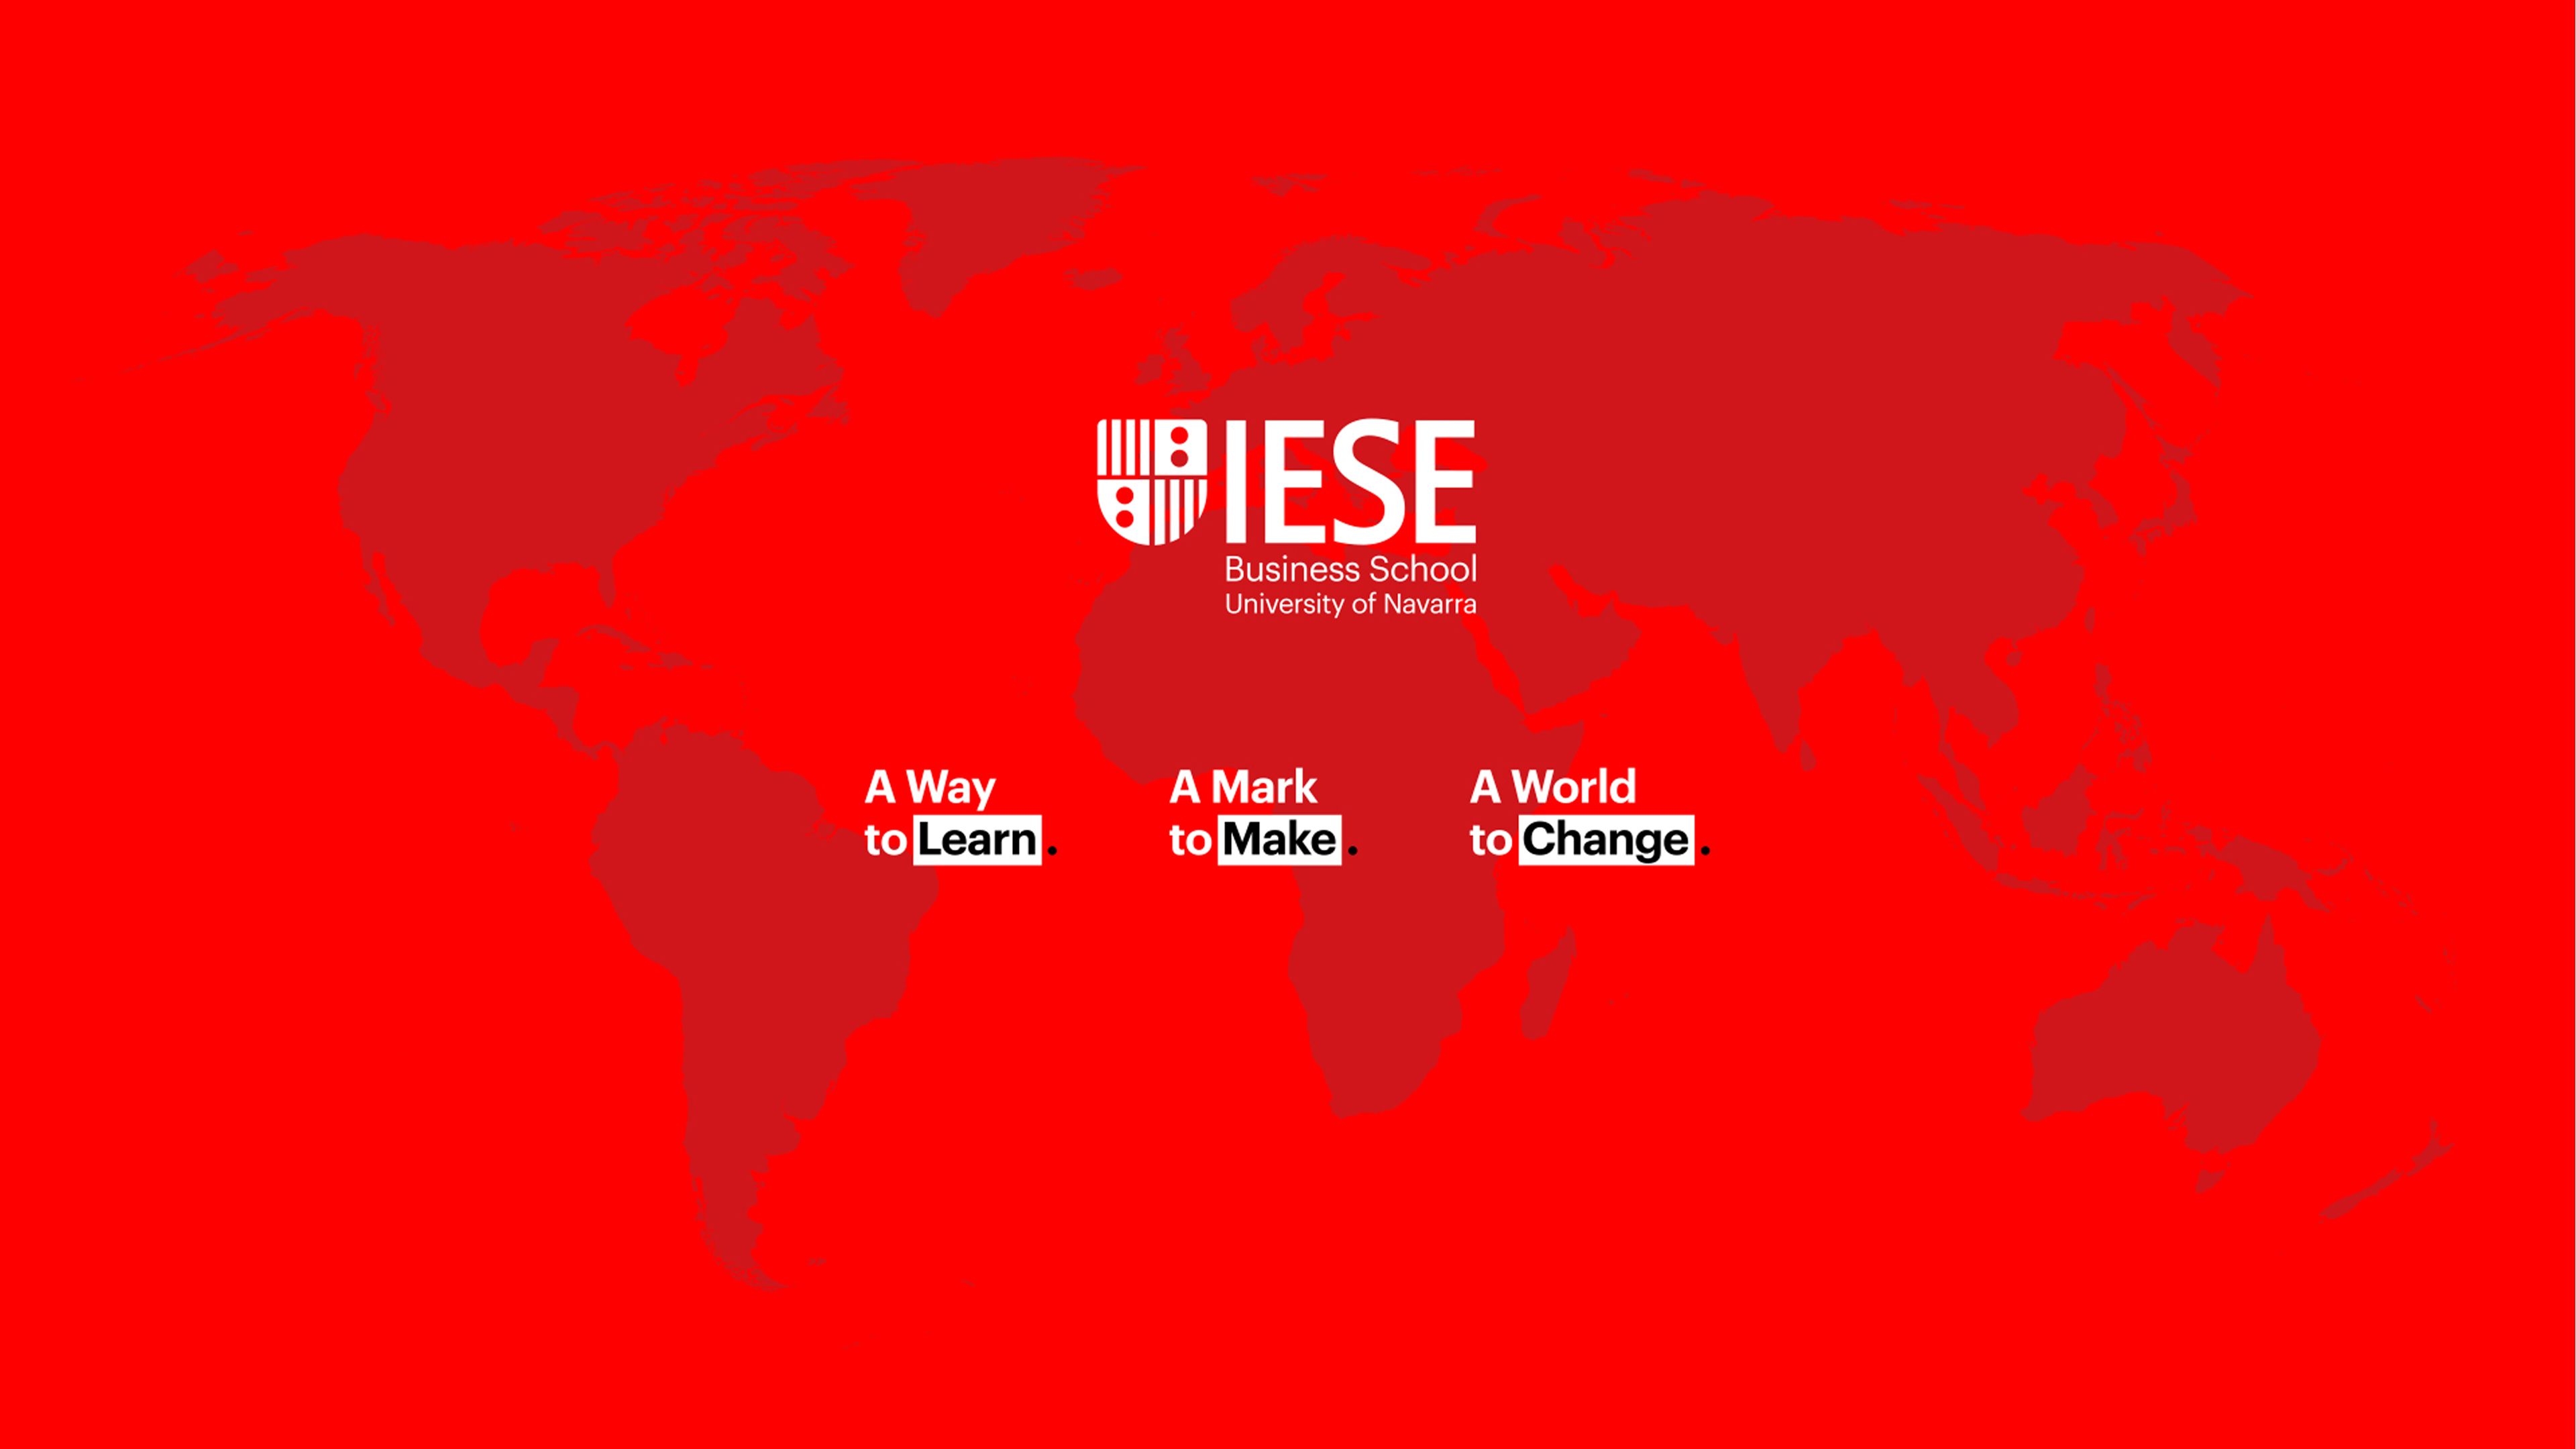 IESE
Business School
University of Navarra
A Way
to Learn.
A Mark
to Make.
A World
to Change.